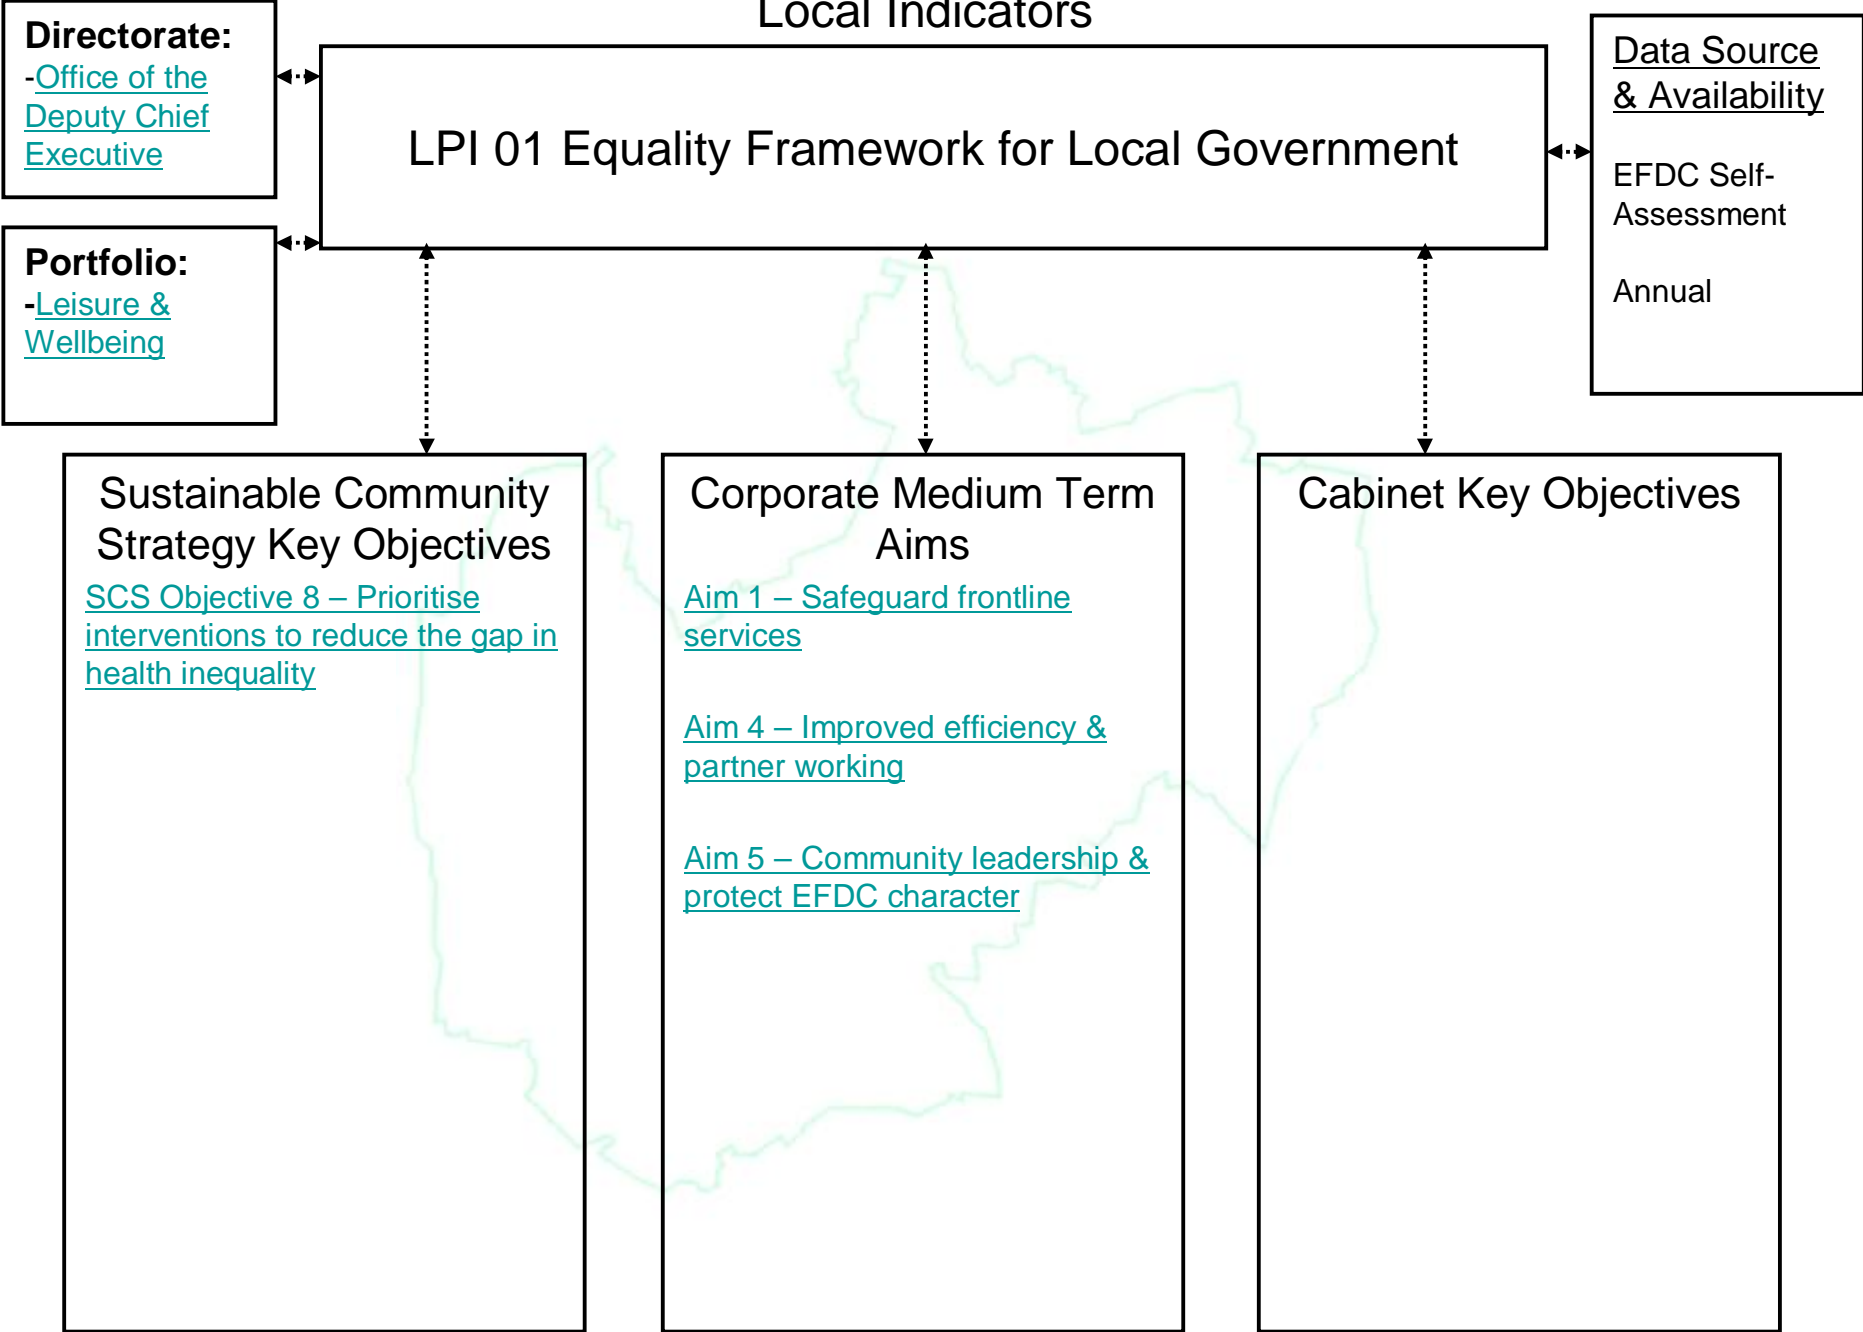 Local Indicators
Directorate:
-Office of the
Deputy Chief
Executive
LPI 01 Equality Framework for Local Government
Data Source
& Availability
EFDC Self-
Assessment
Annual
Portfolio:
-Leisure &
Wellbeing
Sustainable Community
Strategy Key Objectives
SCS Objective 8 – Prioritise
interventions to reduce the gap in
health inequality
Corporate Medium Term
Aims
Aim 1 – Safeguard frontline
services
Aim 4 – Improved efficiency &
partner working
Aim 5 – Community leadership &
protect EFDC character
Cabinet Key Objectives